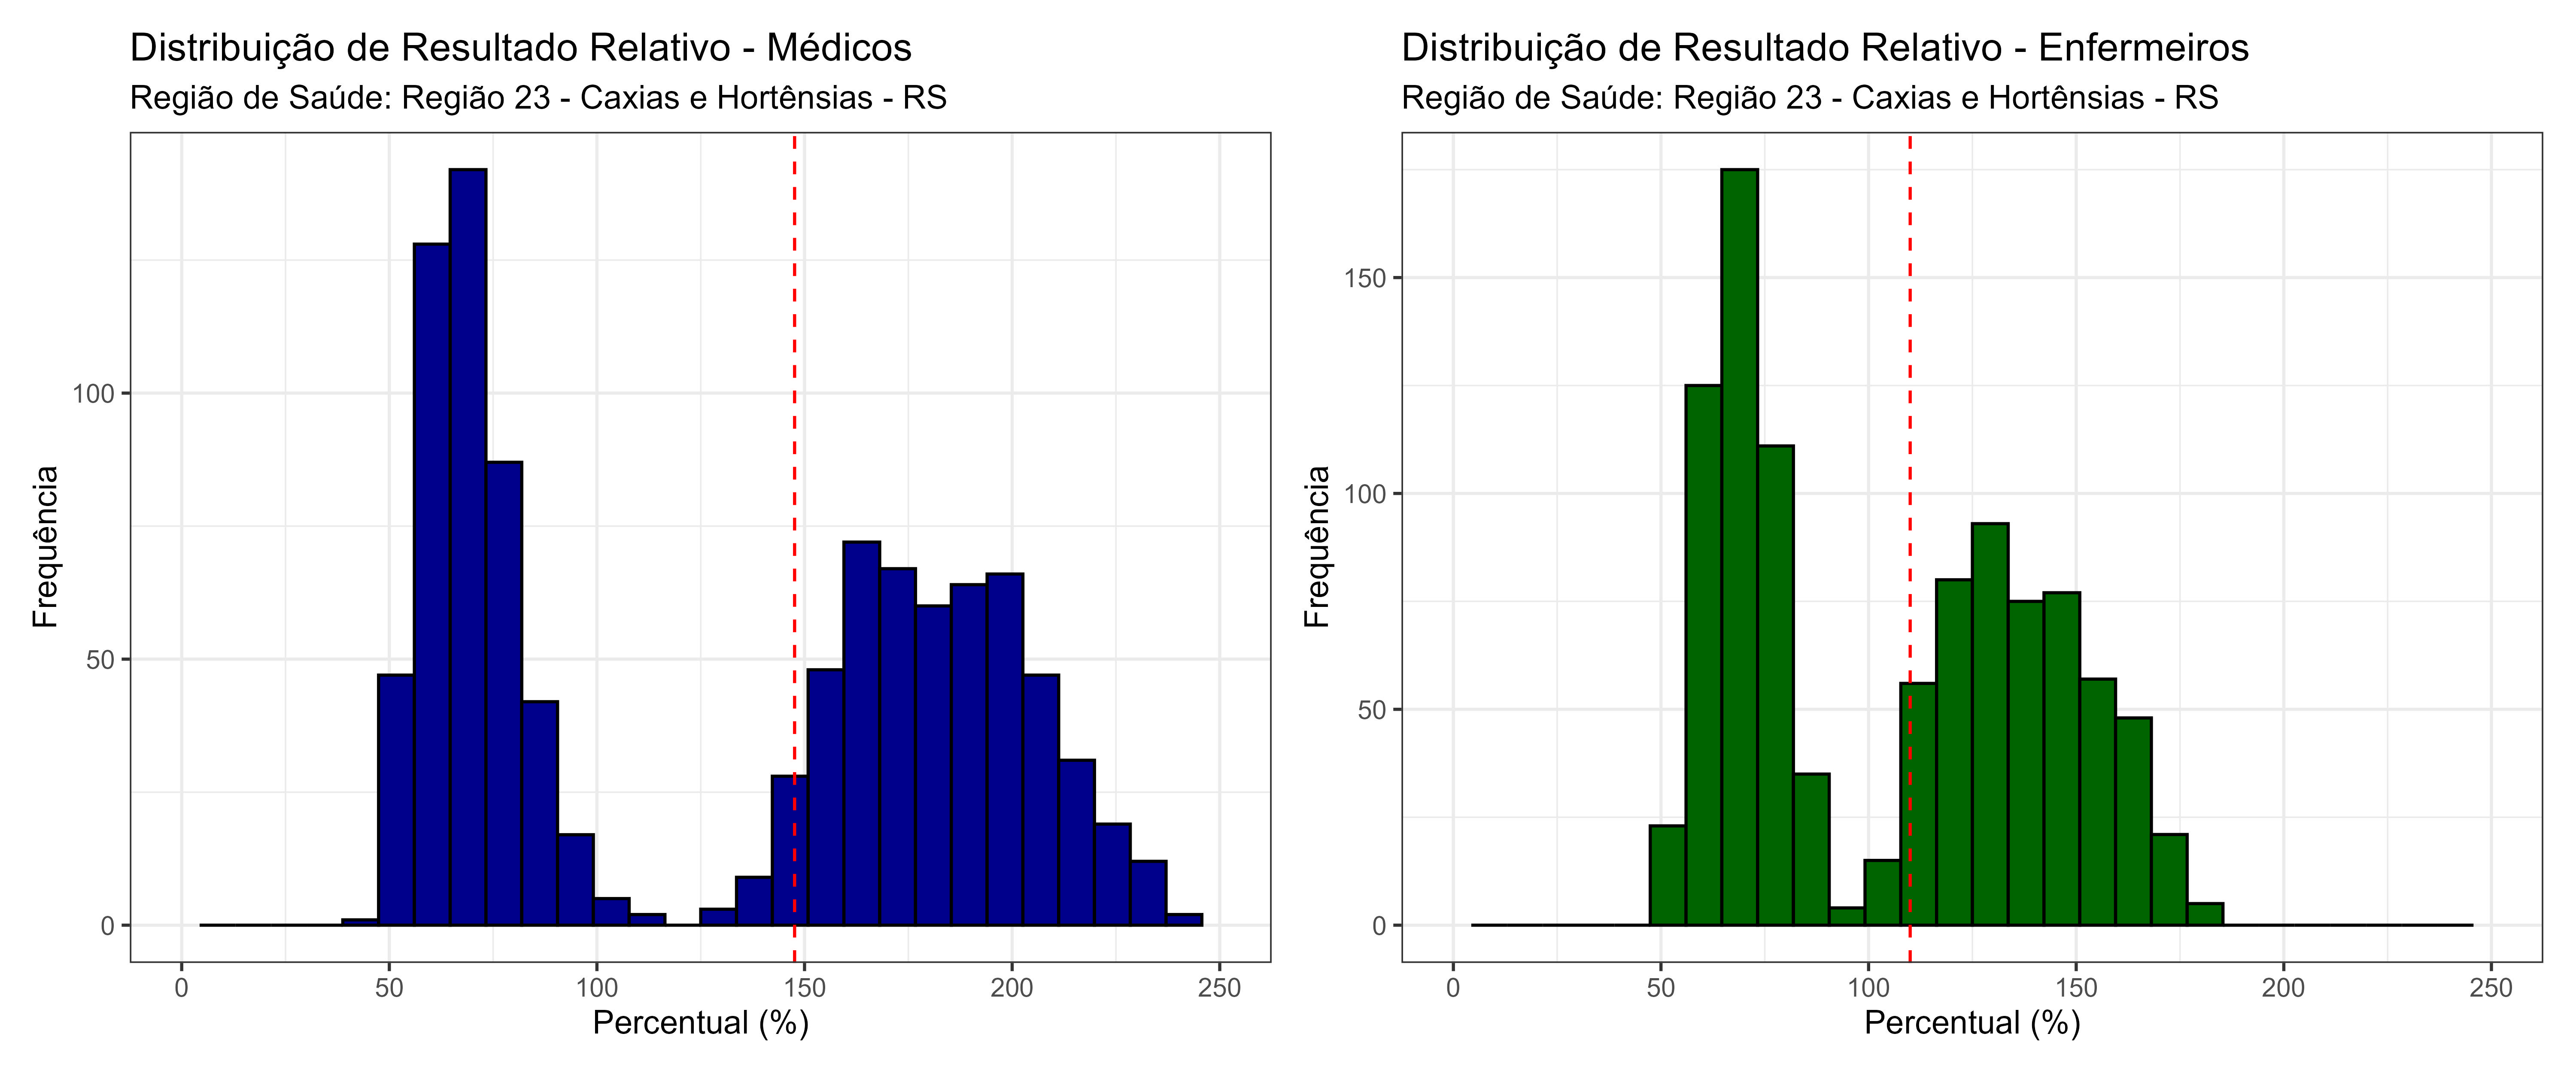 Distribuição de Resultado Relativo - Médicos
Região de Saúde: Região 23 - Caxias e Hortênsias - RS
Frequência
100
50
0
0 50 100 150 200 250
Percentual (%)
Distribuição de Resultado Relativo - Enfermeiros
Região de Saúde: Região 23 - Caxias e Hortênsias - RS
Frequência
150
100
50
0
0 50 100 150 200 250
Percentual (%)